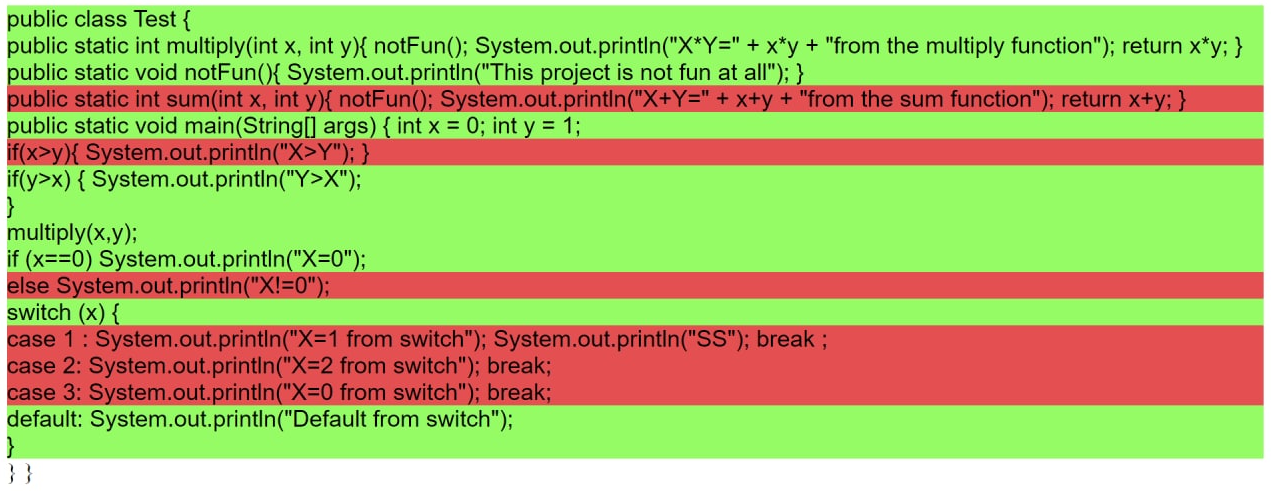 public class Test {
public static int multiply(int x, int y){ notFun(); System.out.println("X*Y=" + x*y + "from the multiply function"); return x*y; }
public static void notFun(){ System.out.println("This project is not fun at all"); }
public static int sum(int x, int y){ notFun(); System.out.println("X+Y=" + x+y + "from the sum function"); return x+y; }
public static void main(String[] args) { int x = 0; int y = 1;
if(x>y){ System.out.println("X>Y"); }
if(y>x) { System.out.println("Y>X");
}
multiply(x,y);
if (x==0) System.out.println("X=0");
else System.out.println("X!=0");
switch (x) {
case 1 : System.out.println("X=1 from switch"); System.out.println("SS"); break ;
case 2: System.out.println("X=2 from switch"); break;
case 3: System.out.println("X=0 from switch"); break;
default: System.out.println("Default from switch");
}
} }